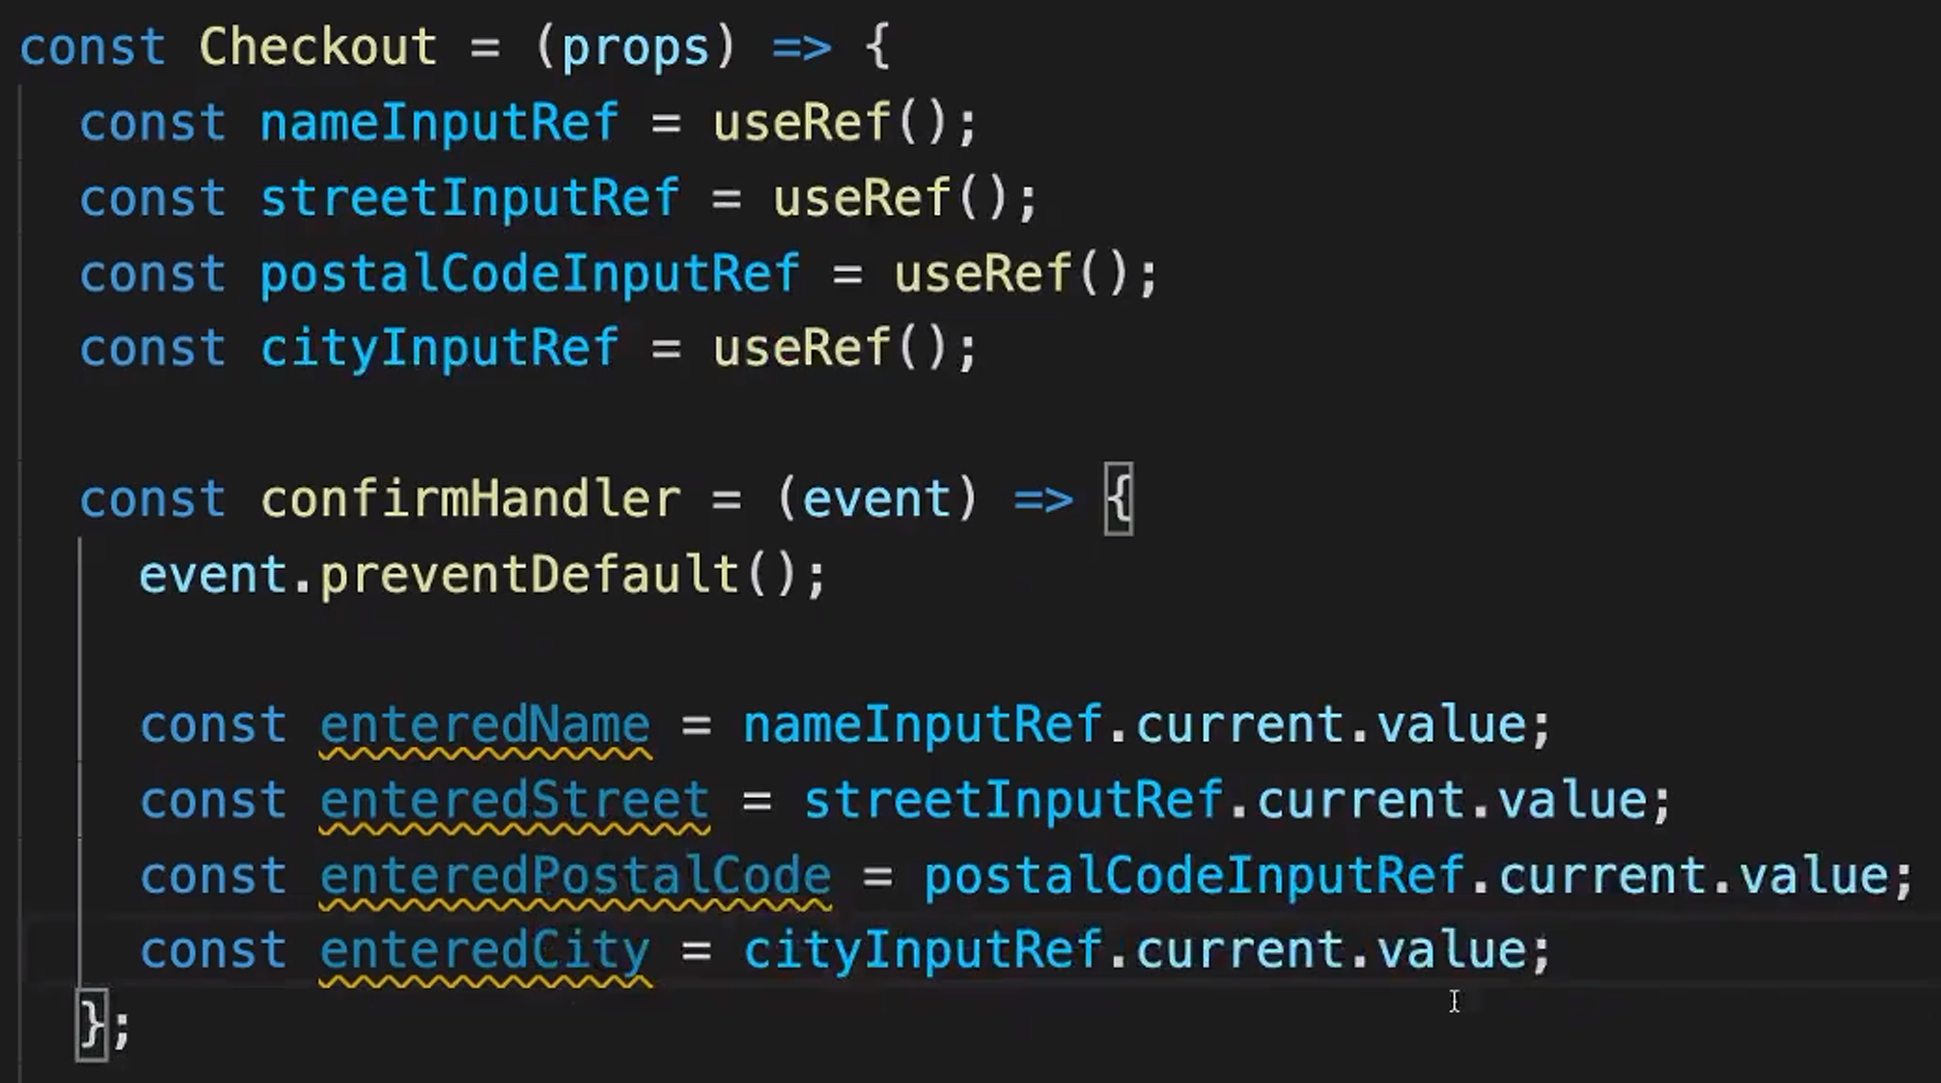 const Checkout = (props) => {
  const nameInputRef = useRef();
  const streetInputRef = useRef();
  const postalCodeInputRef = useRef();
  const cityInputRef = useRef();

  const confirmHandler = (event) => {
    event.preventDefault();

    const enteredName = nameInputRef.current.value;
    const enteredStreet = streetInputRef.current.value;
    const enteredPostalCode = postalCodeInputRef.current.value;
    const enteredCity = cityInputRef.current.value;
  };